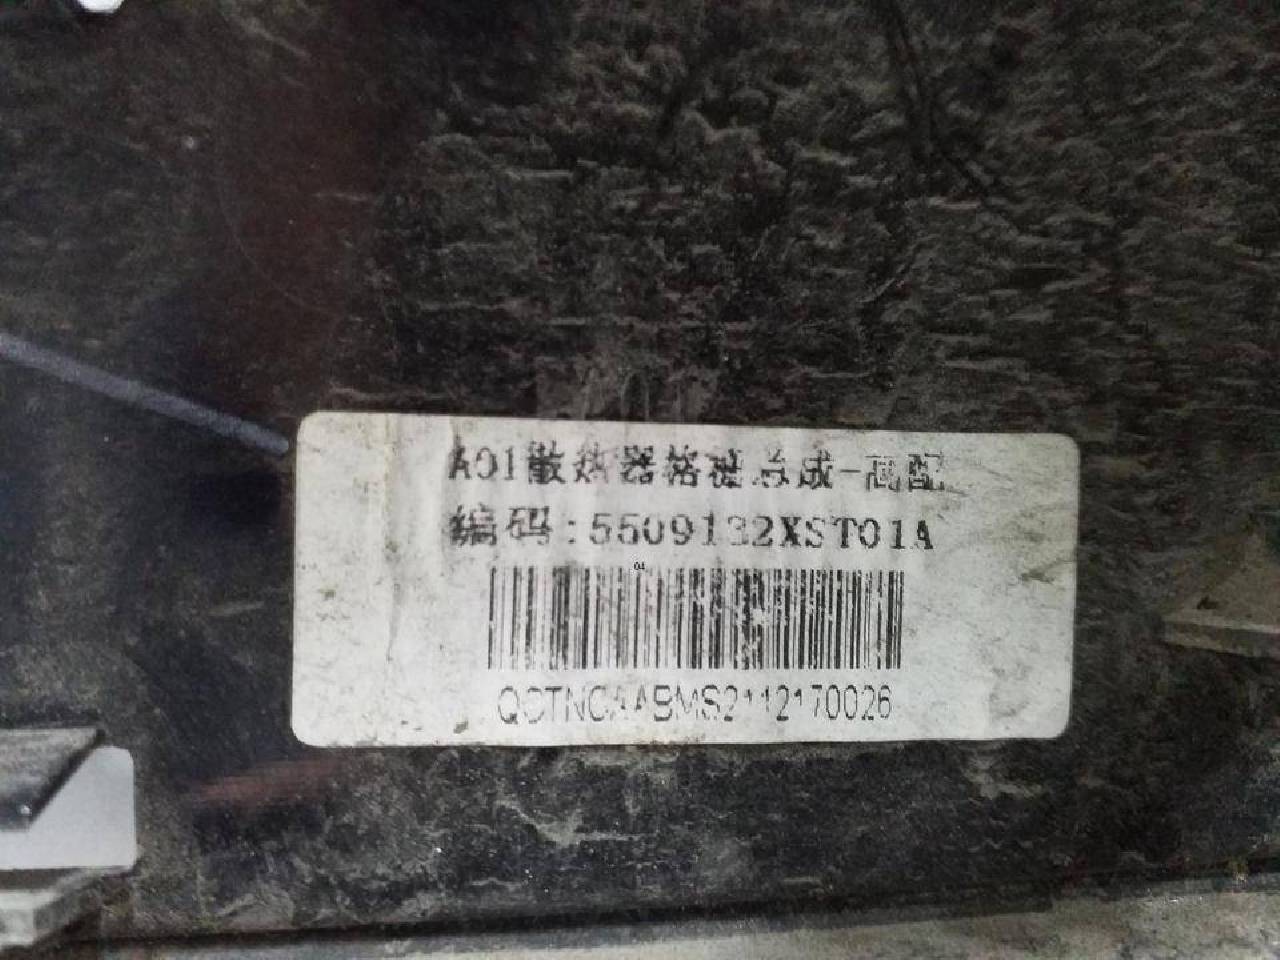 A01散热器格栅总成-高配
编码:5509132XST01A
QCTNCAABMS2112170026